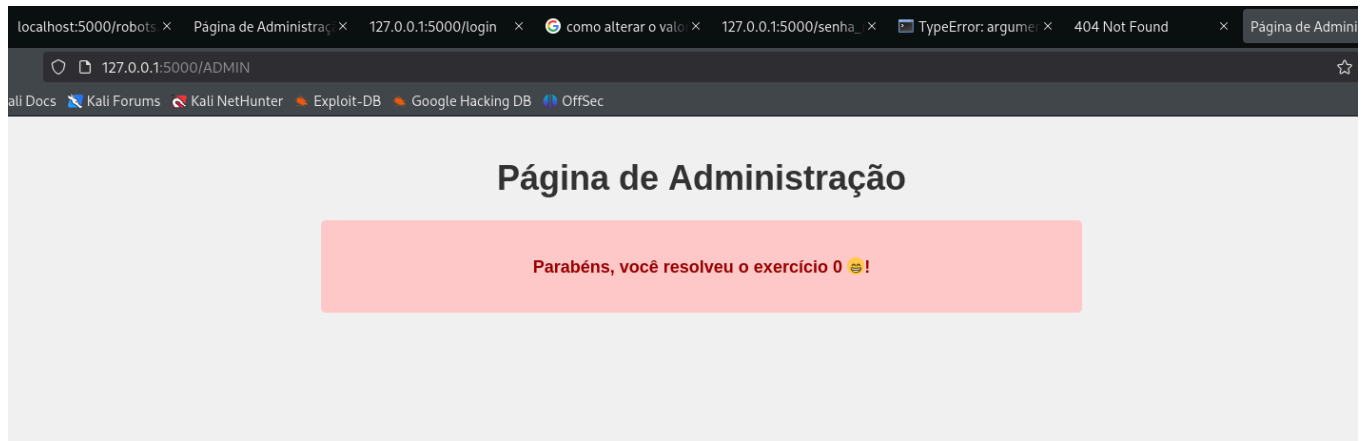 localhost:5000/robots. Página de Administraçã 127.0.0.1:5000/login como alterar o valo 127.0.0.1:5000/senha_ TypeError: argumen 404 Not Found Página de Admini
127.0.0.1:5000/ADMIN
ali Docs Kali Forums Kali NetHunter Exploit-DB Google Hacking DB OffSec
Página de Administração
Parabéns, você resolveu o exercício 0 😁!